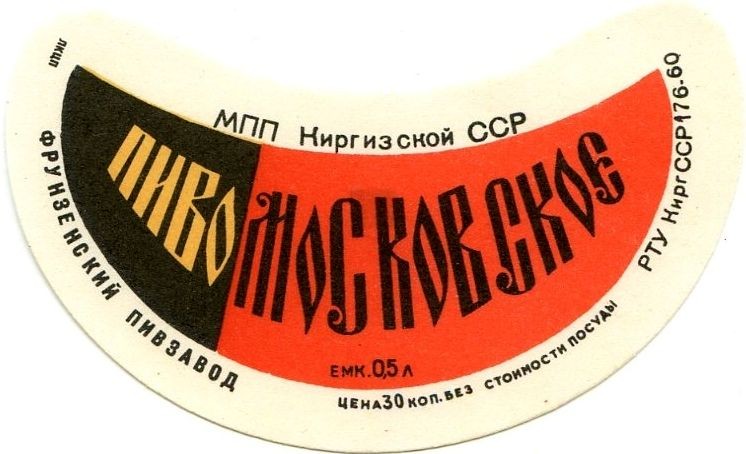 ЛКЦП
МПП Киргизской ССР
РТУ КиргССР176-60
ПИВО
МОСКОВСКОЕ
ФРУНЗЕНСКИЙ ПИВЗАВОД
ЕМК. 0,5 Л
ЦЕНА 30 КОП. БЕЗ СТОИМОСТИ ПОСУДЫ